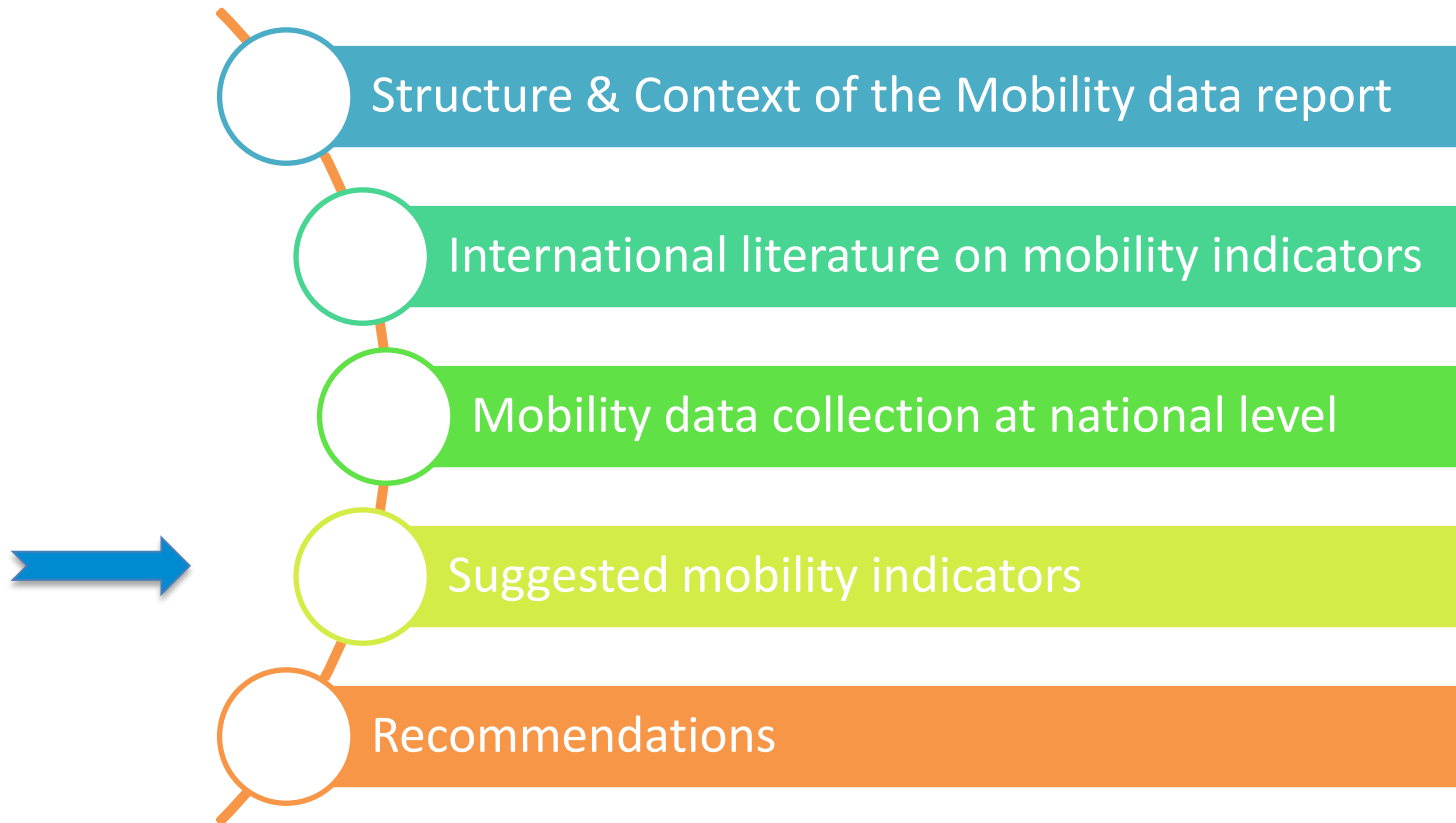 Structure & Context of the Mobility data report
International literature on mobility indicators
Mobility data collection at national level
Suggested mobility indicators
Recommendations